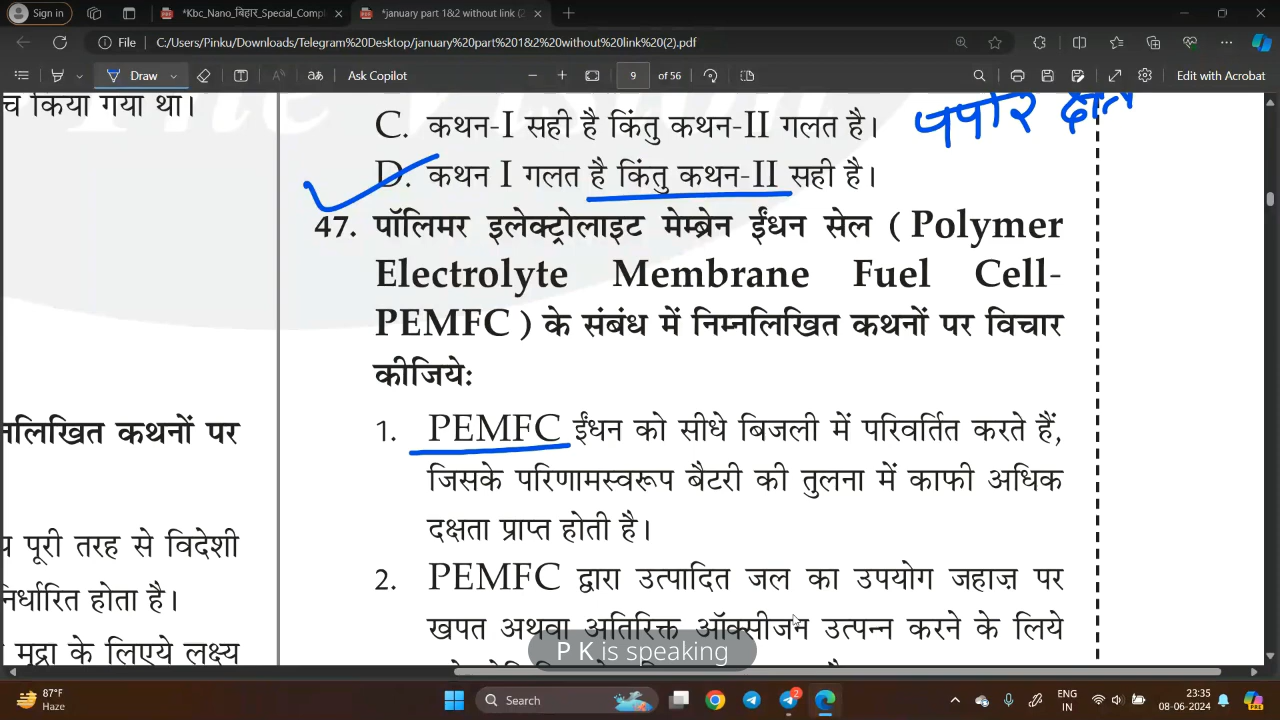 Sign in
*Kbc_Nano_बिहार_Special_Compl
*january part 1&2 without link (2
File
C:/Users/Pinku/Downloads/Telegram%20Desktop/january%20part%201&2%20without%20link%20(2).pdf
Draw
Ask Copilot
9
of 56
Edit with Acrobat
च किया गया था।
नलिखित कथनों पर
पूरी तरह से विदेशी
निर्धारित होता है।
मुद्रा के लिएये लक्ष्य
C. कथन-I सही है किंतु कथन-II गलत है।
D. कथन I गलत है किंतु कथन-II सही है।
47. पॉलिमर इलेक्ट्रोलाइट मेम्ब्रेन ईंधन सेल ( Polymer
Electrolyte Membrane Fuel Cell-
PEMFC ) के संबंध में निम्नलिखित कथनों पर विचार
कीजियेः
1. PEMFC ईंधन को सीधे बिजली में परिवर्तित करते हैं,
जिसके परिणामस्वरूप बैटरी की तुलना में काफी अधिक
दक्षता प्राप्त होती है।
2. PEMFC द्वारा उत्पादित जल का उपयोग जहाज़ पर
खपत अथवा अतिरिक्त ऑक्सीजन उत्पन्न करने के लिये
P K is speaking
87°F
Haze
Search
2
ENG
IN
23:35
08-06-2024